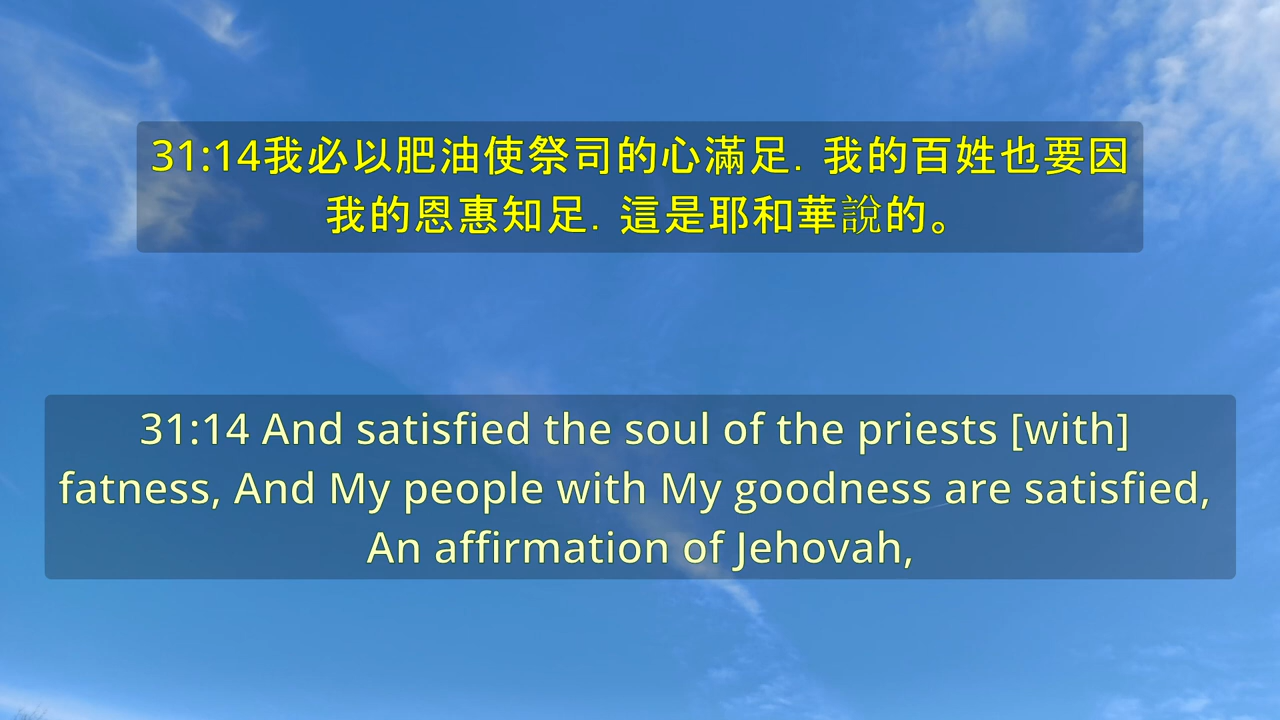 31:14我必以肥油使祭司的心滿足. 我的百姓也要因
我的恩惠知足. 這是耶和華說的。
31:14 And satisfied the soul of the priests [with]
fatness, And My people with My goodness are satisfied,
An affirmation of Jehovah,